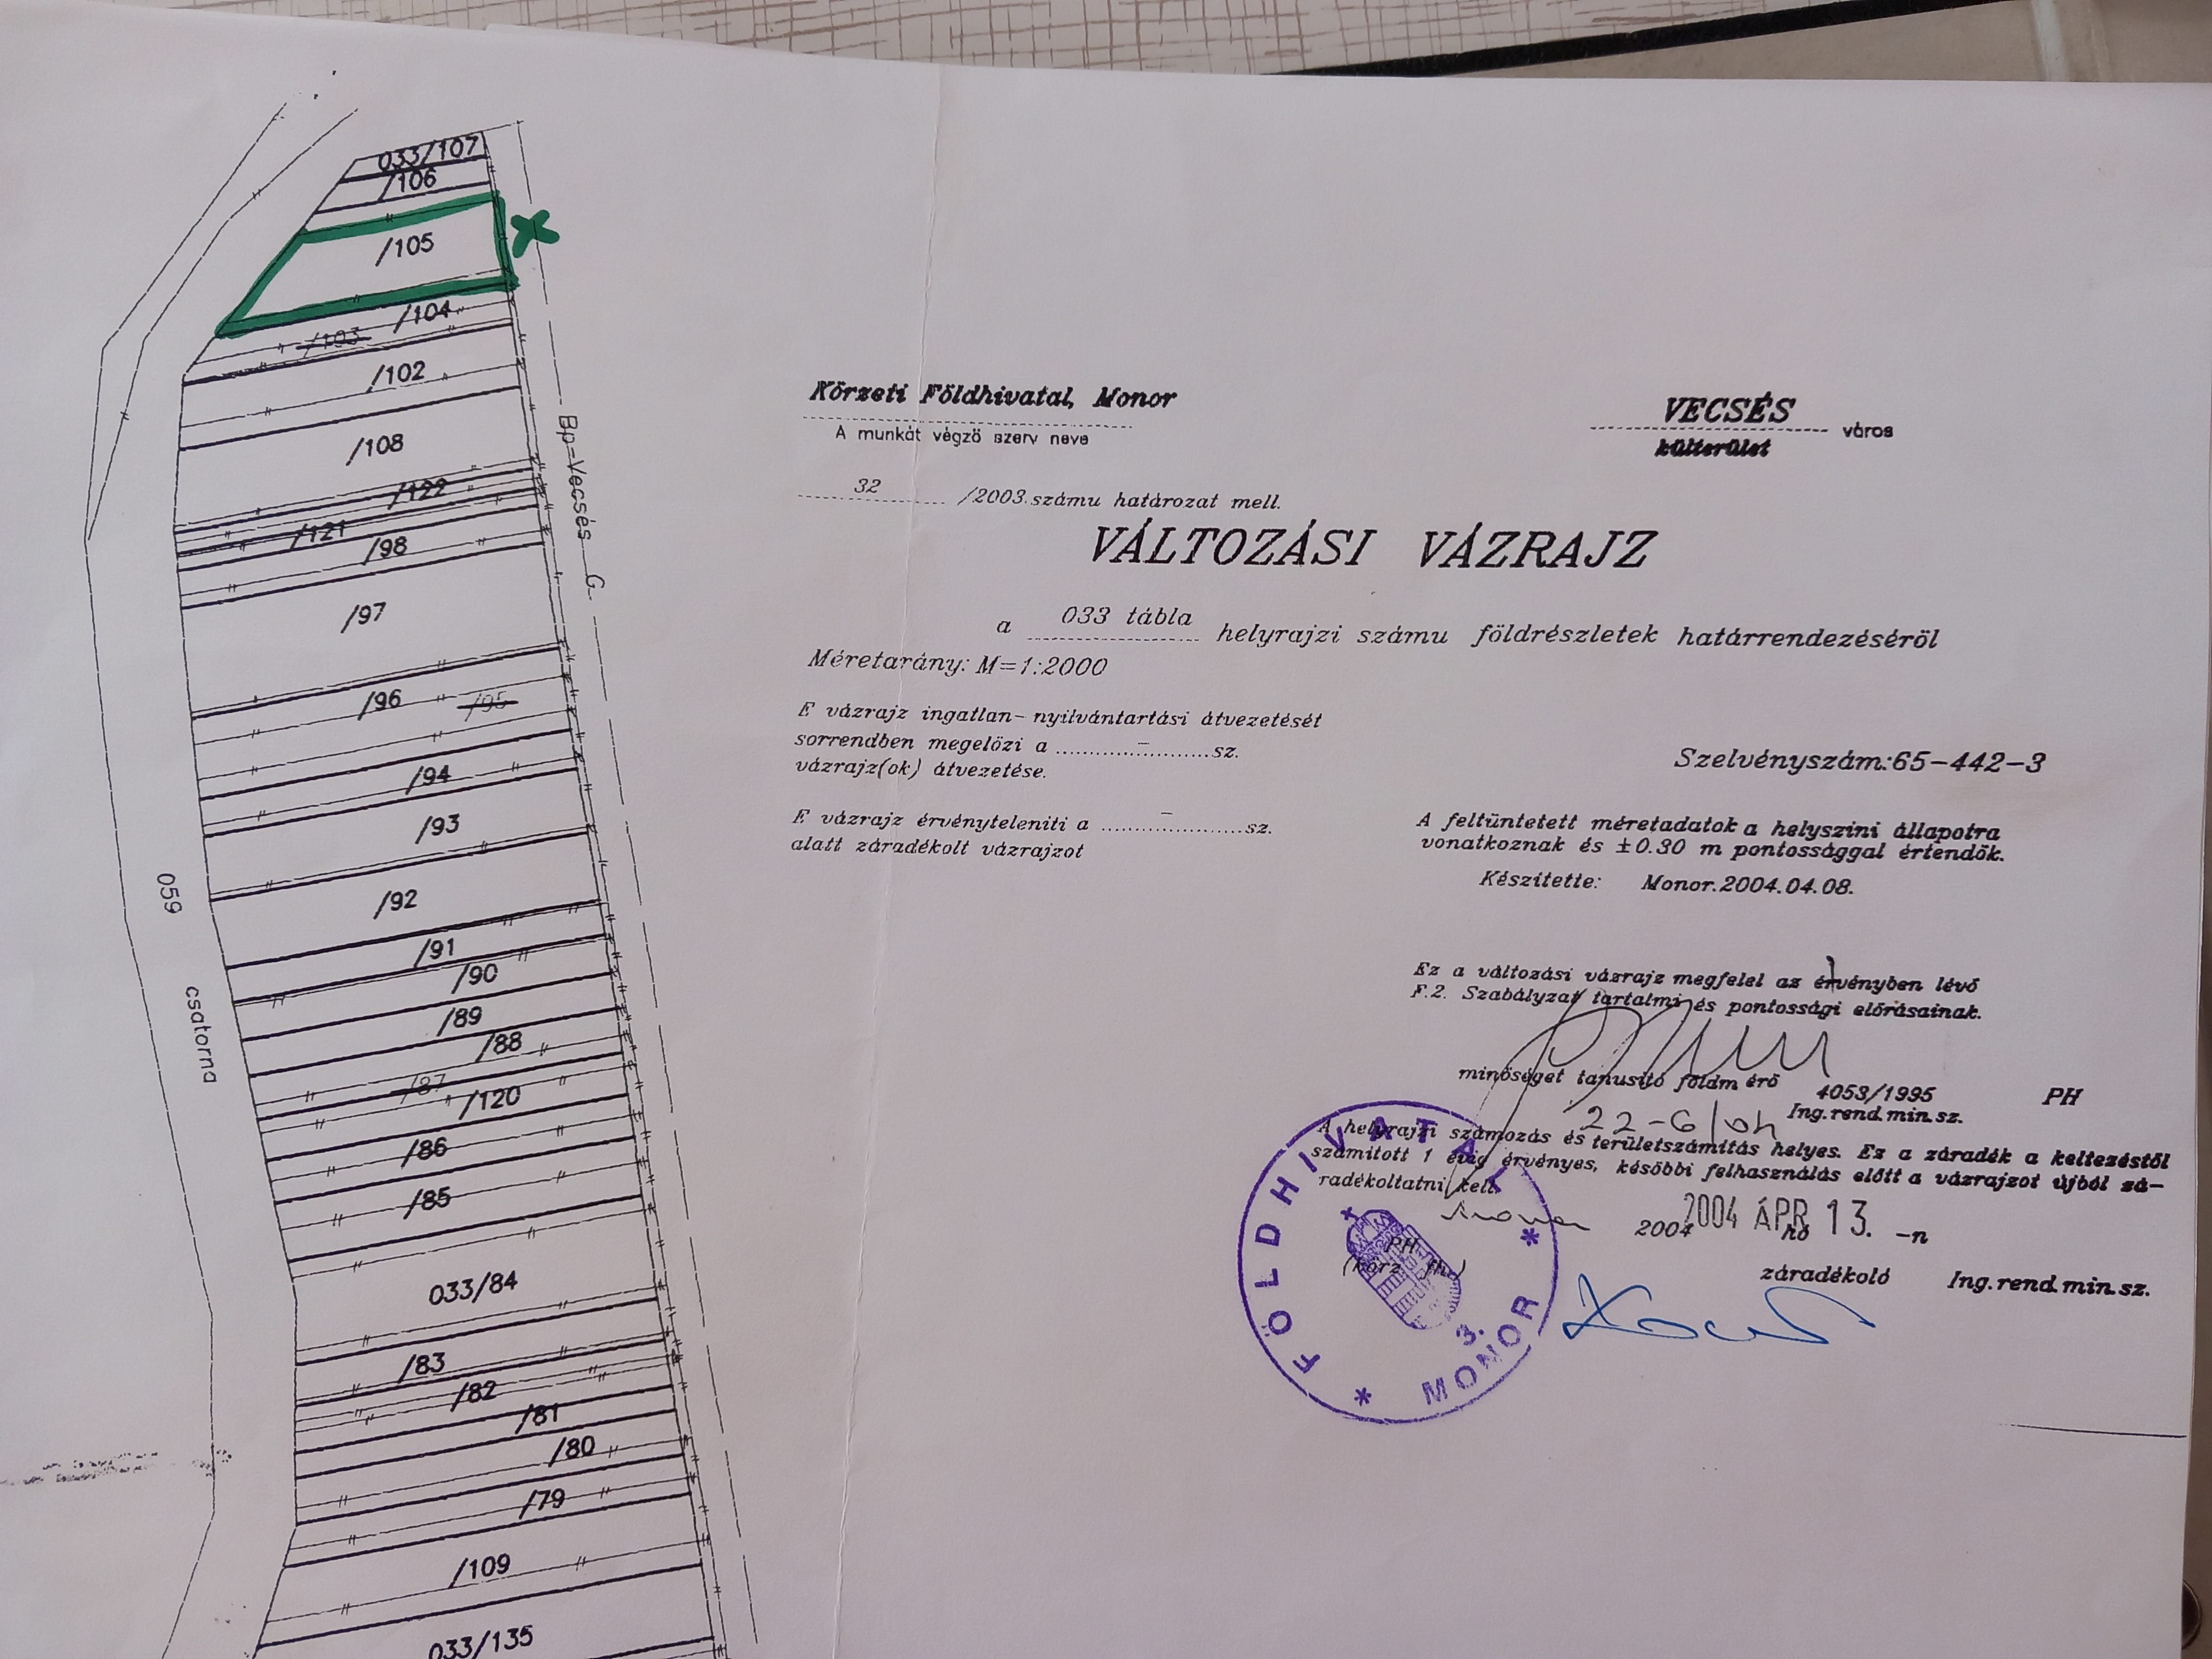 033/107
/106
/105
/104
/103
/102
/108
/122
/121
/98
/97
/96
/95
/94
/93
/92
/91
/90
/89
/88
/87
/120
/86
/85
033/84
/83
/82
/81
/80
/79
/109
033/135
059 csatorna
Bp-Vecsés G.
Körzeti Földhivatal, Monor
A munkát végző szerv neve
VECSÉS város
külterület
32 /2003.számu határozat mell.
VÁLTOZÁSI VÁZRAJZ
a 033 tábla helyrajzi számu földrészletek határrendezéséről
Méretarány: M=1:2000
E vázrajz ingatlan-nyilvántartási átvezetését
sorrendben megelőzi a ........–........sz.
vázrajz(ok) átvezetése.
Szelvényszám:65-442-3
E vázrajz érvényteleníti a ........–........sz.
alatt záradékolt vázrajzot
A feltüntetett méretadatok a helyszini állapotra
vonatkoznak és ±0.30 m pontossággal értendők.
Készítette: Monor.2004.04.08.
Ez a változási vázrajz megfelel az érvényben lévő
F.2. Szabályzat tartalmi és pontossági előrásainak.
minőséget tanusító földmérő 4053/1995 PH
Ing.rend.min.sz.
22-6/04
A helyrajzi számozás és területszámítás helyes. Ez a záradék a keltezéstől
számított 1 évig érvényes, későbbi felhasználás előtt a vázrajzot újból zá-
radékoltatni kell.
Monor 2004 2004 ÁPR 13. hó -n
PH
záradékoló Ing.rend.min.sz.
FÖLDHIVATAL * MONOR *
3.